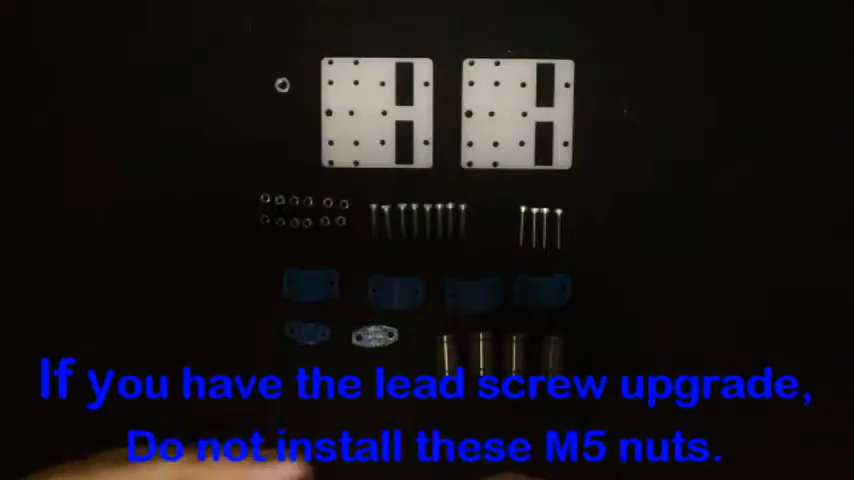 If you have the lead screw upgrade,
Do not install these M5 nuts.